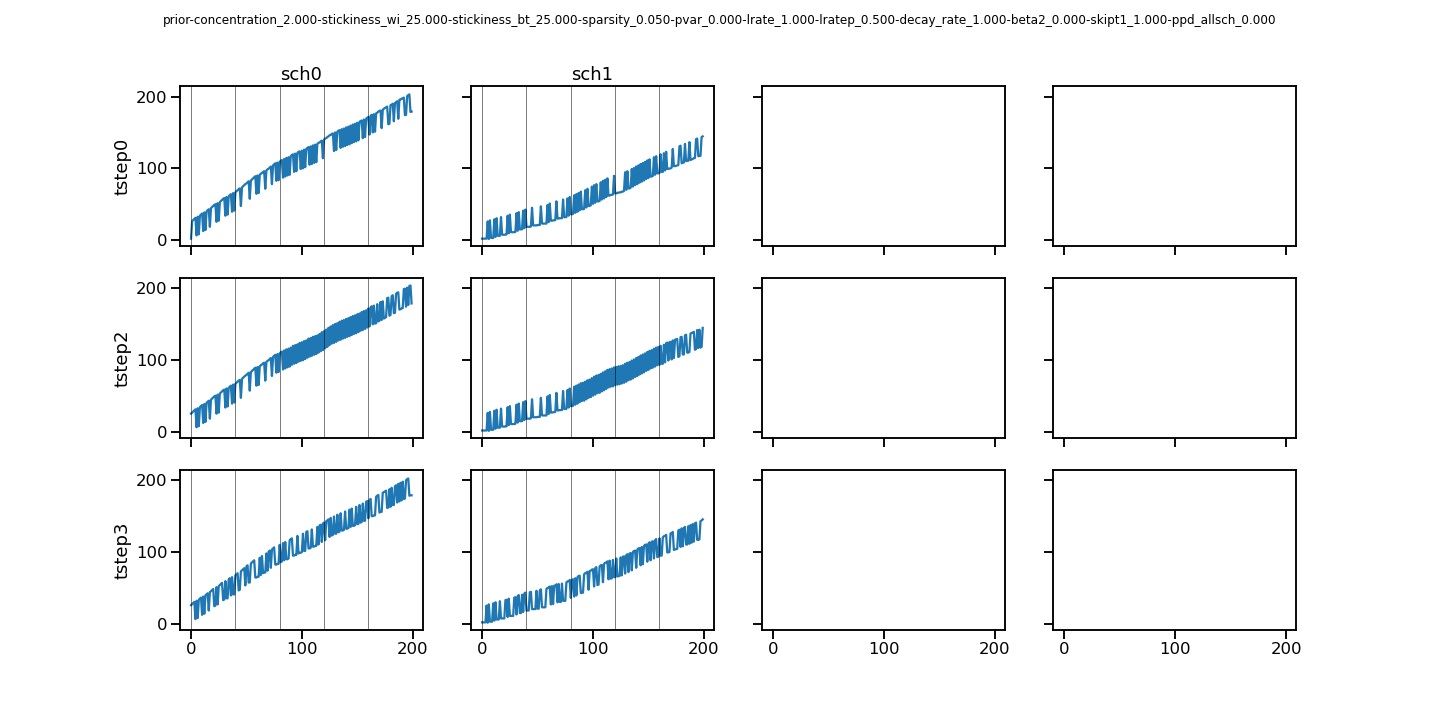 prior-concentration_2.000-stickiness_wi_25.000-stickiness_bt_25.000-sparsity_0.050-pvar_0.000-lrate_1.000-lratep_0.500-decay_rate_1.000-beta2_0.000-skipt1_1.000-ppd_allsch_0.000
sch0 sch1
200
tstep0 100
0
200
tstep2 100
0
200
tstep3 100
0
0 100 200 0 100 200 0 100 200 0 100 200